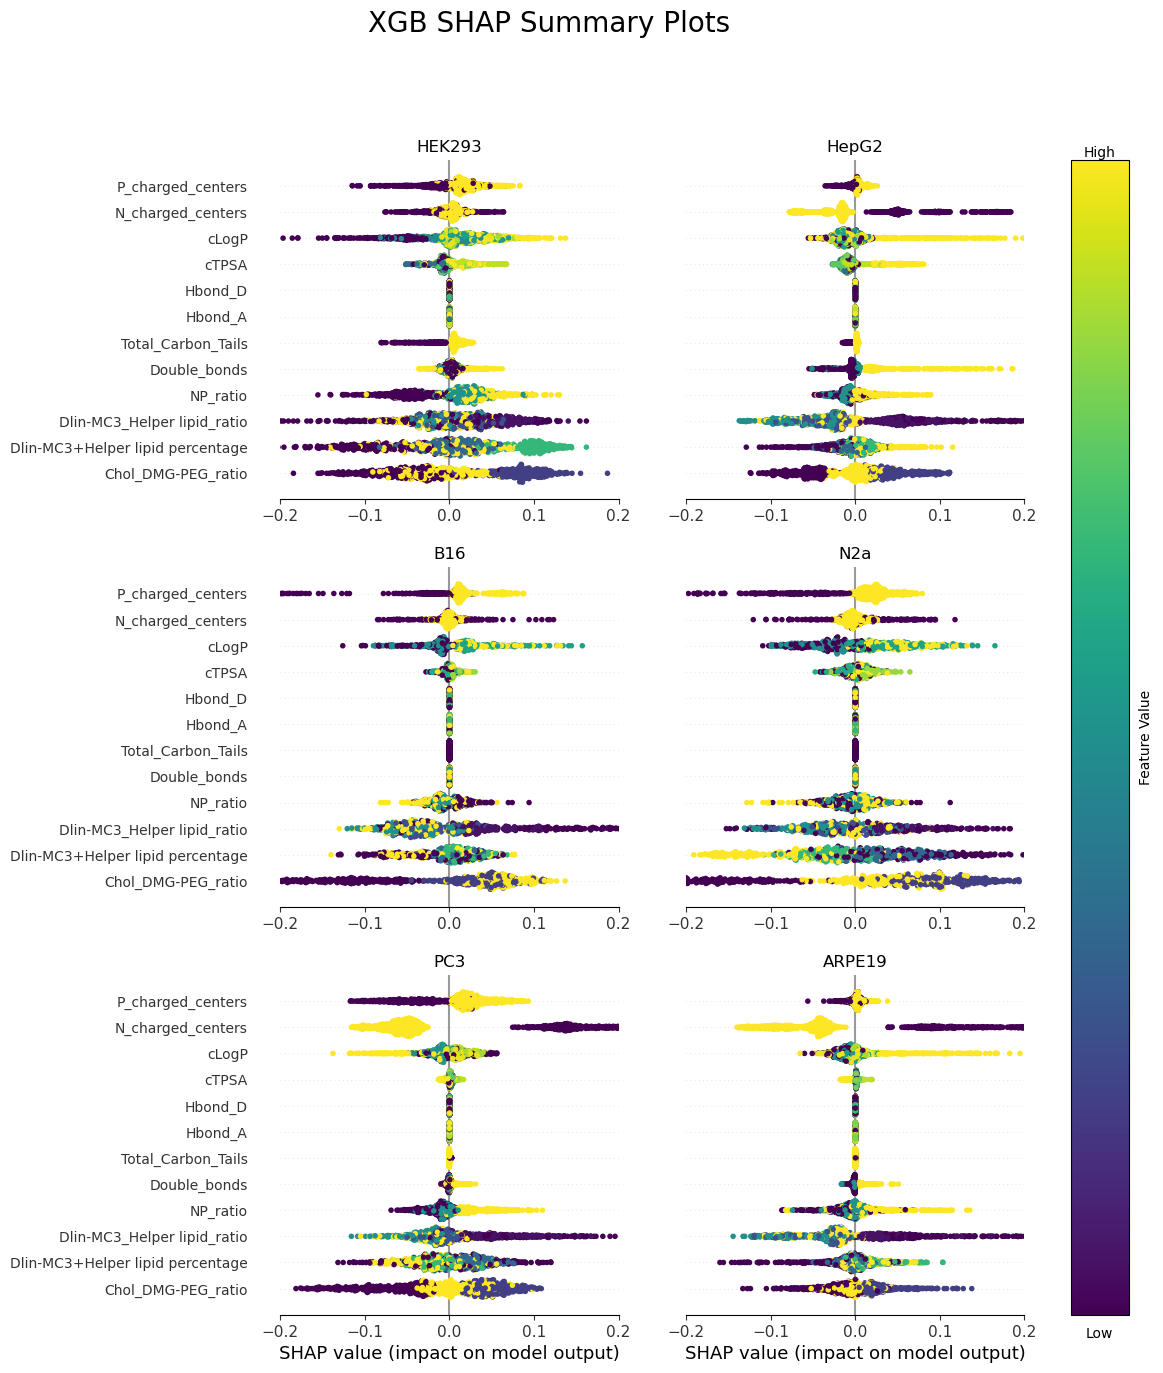 XGB SHAP Summary Plots
HEK293
HepG2
High
P_charged_centers
N_charged_centers
cLogP
cTPSA
Hbond_D
Hbond_A
Total_Carbon_Tails
Double_bonds
NP_ratio
Dlin-MC3_Helper lipid_ratio
Dlin-MC3+Helper lipid percentage
Chol_DMG-PEG_ratio
−0.2 −0.1 0.0 0.1 0.2
−0.2 −0.1 0.0 0.1 0.2
B16
N2a
P_charged_centers
N_charged_centers
cLogP
cTPSA
Hbond_D
Hbond_A
Total_Carbon_Tails
Double_bonds
NP_ratio
Dlin-MC3_Helper lipid_ratio
Dlin-MC3+Helper lipid percentage
Chol_DMG-PEG_ratio
−0.2 −0.1 0.0 0.1 0.2
−0.2 −0.1 0.0 0.1 0.2
Feature Value
PC3
ARPE19
P_charged_centers
N_charged_centers
cLogP
cTPSA
Hbond_D
Hbond_A
Total_Carbon_Tails
Double_bonds
NP_ratio
Dlin-MC3_Helper lipid_ratio
Dlin-MC3+Helper lipid percentage
Chol_DMG-PEG_ratio
−0.2 −0.1 0.0 0.1 0.2
−0.2 −0.1 0.0 0.1 0.2
Low
SHAP value (impact on model output)
SHAP value (impact on model output)